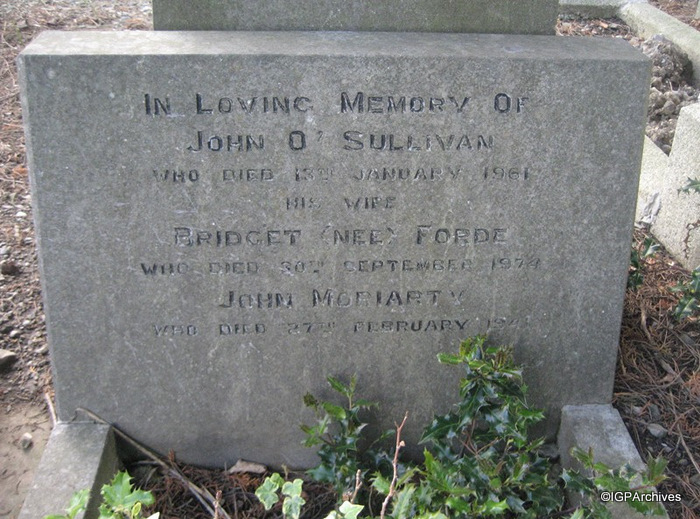 In Loving Memory Of
John O' Sullivan
who died 13th January 1961
his wife
Bridget (nee) Forde
who died 30th September
John Moriarty
who died 27th February
©IGPArchives